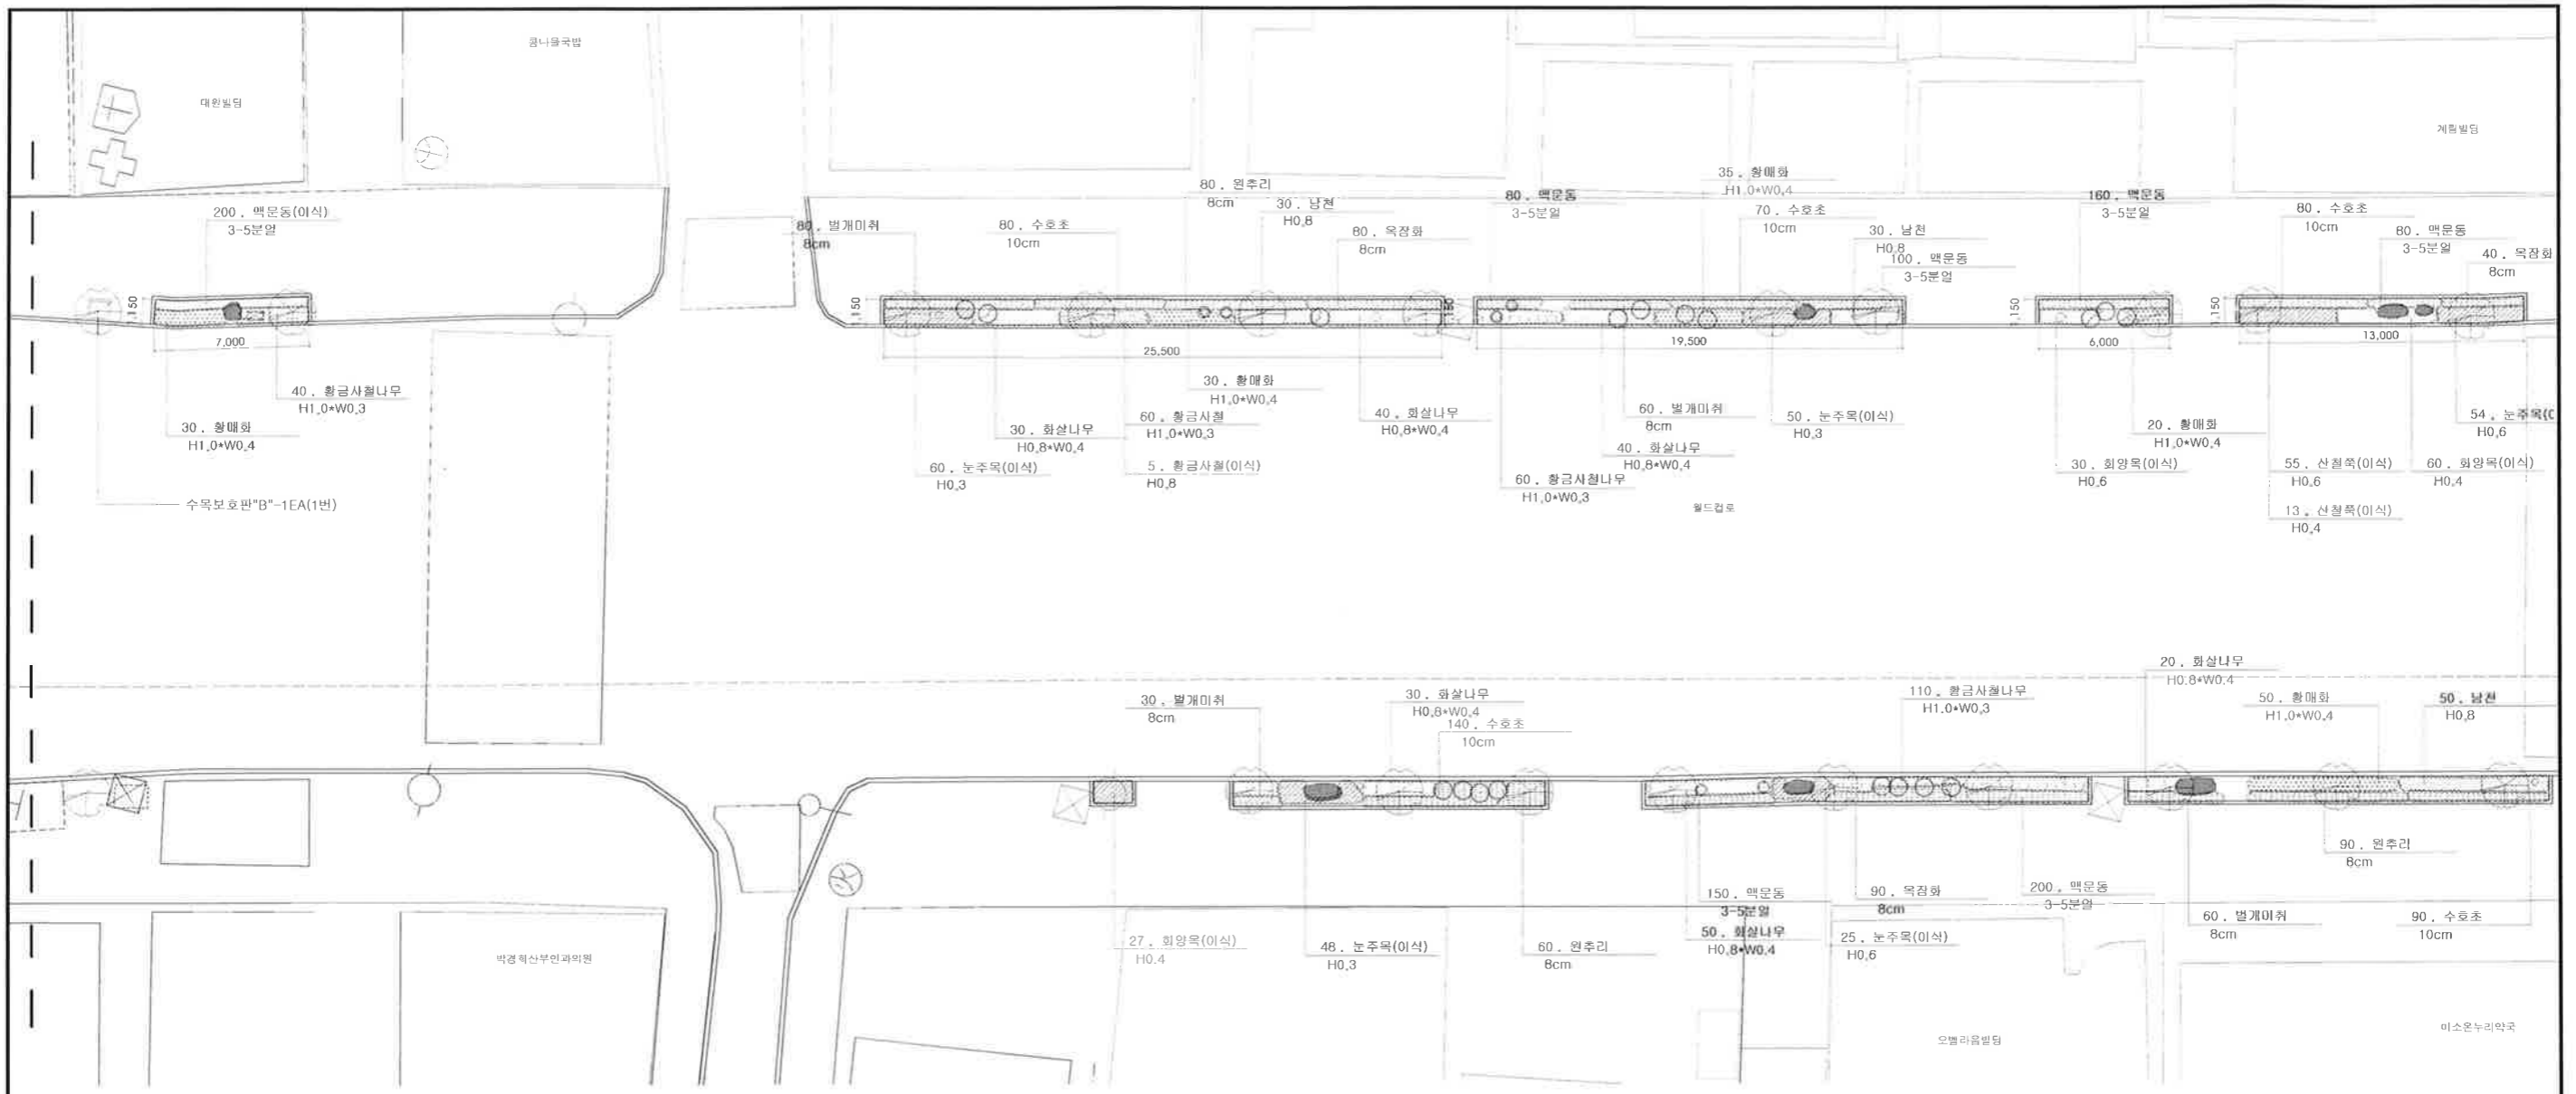 콩나물국밥
대원빌딩
계림빌딩
35. 황매화
H1.0*W0.4
80. 원추리
8cm
80. 맥문동
3-5분얼
160. 맥문동
3-5분얼
200. 맥문동(이식)
3-5분얼
30. 남천
H0.8
70. 수호초
10cm
80. 수호초
10cm
80. 벌개미취
8cm
80. 수호초
10cm
80. 옥잠화
8cm
30. 남천
H0.8
80. 맥문동
3-5분얼
100. 맥문동
3-5분얼
40. 옥잠화
8cm
1,150
1,150
1,150
1,150
7,000
25,500
19,500
6,000
13,000
40. 황금사철나무
H1.0*W0.3
30. 황매화
H1.0*W0.4
30. 황매화
H1.0*W0.4
60. 황금사철
H1.0*W0.3
40. 화살나무
H0.8*W0.4
60. 벌개미취
8cm
50. 눈주목(이식)
H0.3
54. 눈주목(
H0.6
30. 화살나무
H0.8*W0.4
20. 황매화
H1.0*W0.4
40. 화살나무
H0.8*W0.4
60. 눈주목(이식)
H0.3
5. 황금사철(이식)
H0.8
30. 회양목(이식)
H0.6
55. 산철쭉(이식)
H0.6
60. 회양목(이식)
H0.4
60. 황금사철나무
H1.0*W0.3
수목보호판"B"-1EA(1번)
월드컵로
13. 산철쭉(이식)
H0.4
20. 화살나무
H0.8*W0.4
30. 벌개미취
8cm
30. 화살나무
H0.8*W0.4
110. 황금사철나무
H1.0*W0.3
50. 황매화
H1.0*W0.4
50. 남천
H0.8
140. 수호초
10cm
90. 원추리
8cm
150. 맥문동
3-5분얼
90. 옥잠화
8cm
200. 맥문동
3-5분얼
60. 벌개미취
8cm
90. 수호초
10cm
27. 회양목(이식)
H0.4
48. 눈주목(이식)
H0.3
60. 원추리
8cm
50. 화살나무
H0.8*W0.4
25. 눈주목(이삭)
H0.6
미소온누리약국